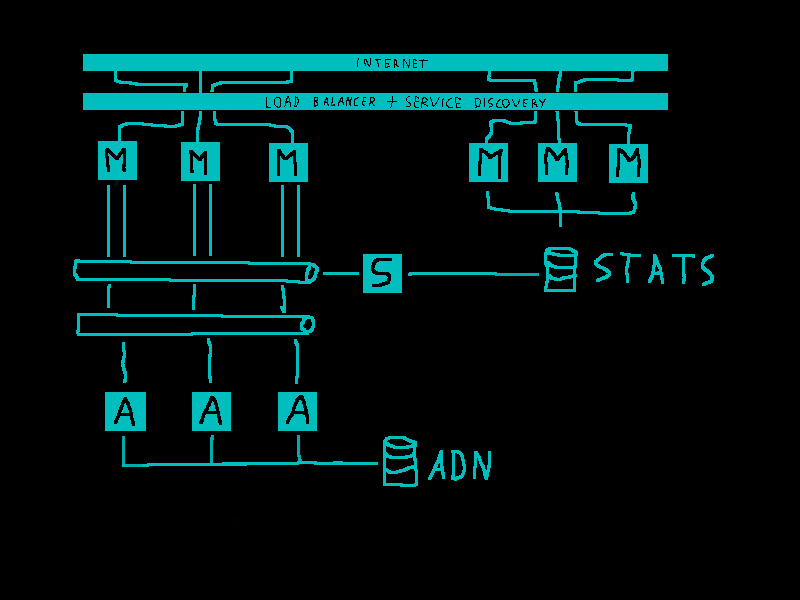 INTERNET
LOAD BALANCER + SERVICE DISCOVERY
M M M M M M
S STATS
A A A
ADN